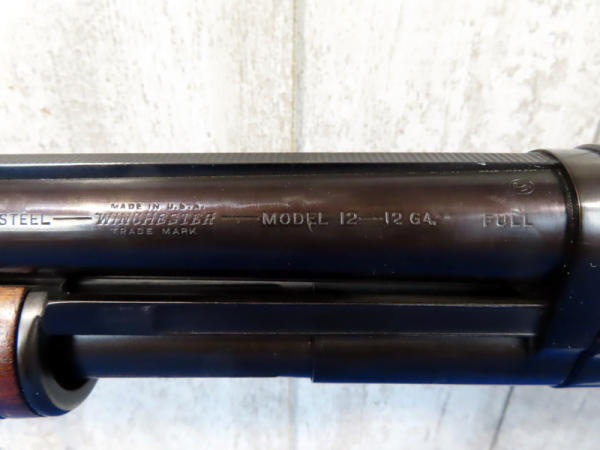 MADE IN U.S.A.
STEEL—WINCHESTER—MODEL 12—12 GA. FULL
TRADE MARK